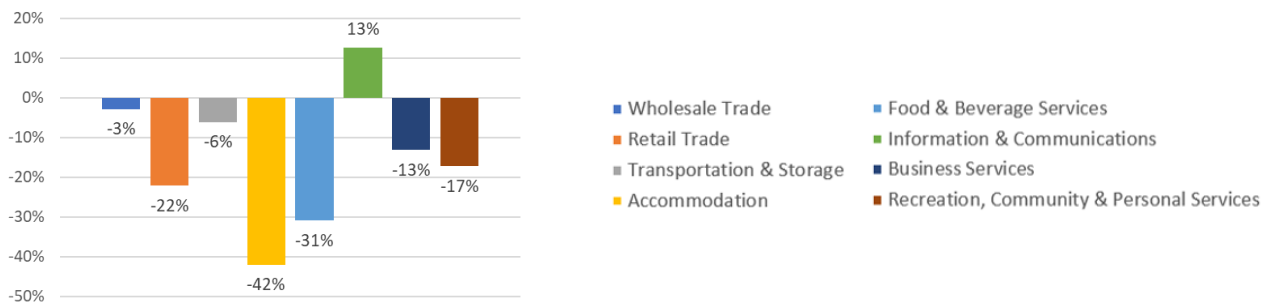 20%
10%
0%
-10%
-20%
-30%
-40%
-50%
-3%
-22%
-6%
-42%
-31%
13%
-13%
-17%
Wholesale Trade
Retail Trade
Transportation & Storage
Accommodation
Food & Beverage Services
Information & Communications
Business Services
Recreation, Community & Personal Services